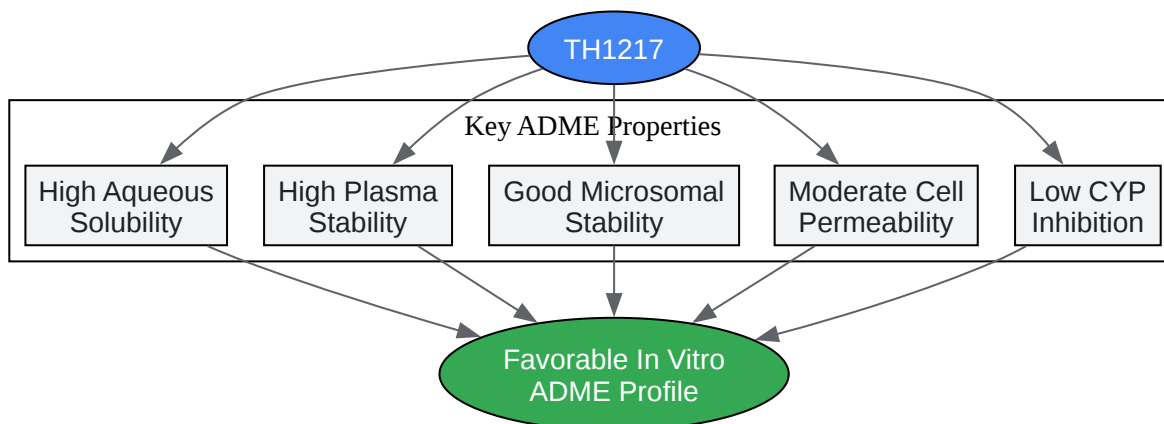 TH1217
Key ADME Properties
High Aqueous
Solubility
High Plasma
Stability
Good Microsomal
Stability
Moderate Cell
Permeability
Low CYP
Inhibition
Favorable In Vitro
ADME Profile